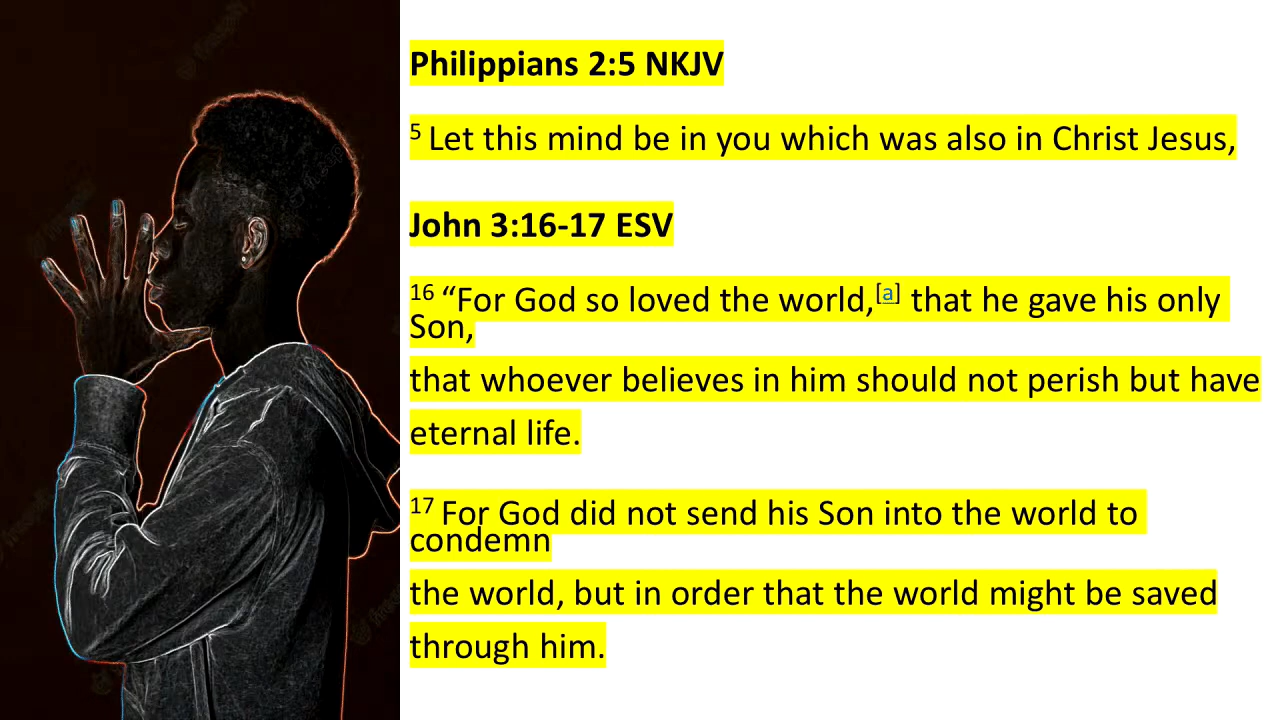 Philippians 2:5 NKJV
5 Let this mind be in you which was also in Christ Jesus,
John 3:16-17 ESV
16 “For God so loved the world,[a] that he gave his only
Son,
that whoever believes in him should not perish but have
eternal life.
17 For God did not send his Son into the world to
condemn
the world, but in order that the world might be saved
through him.